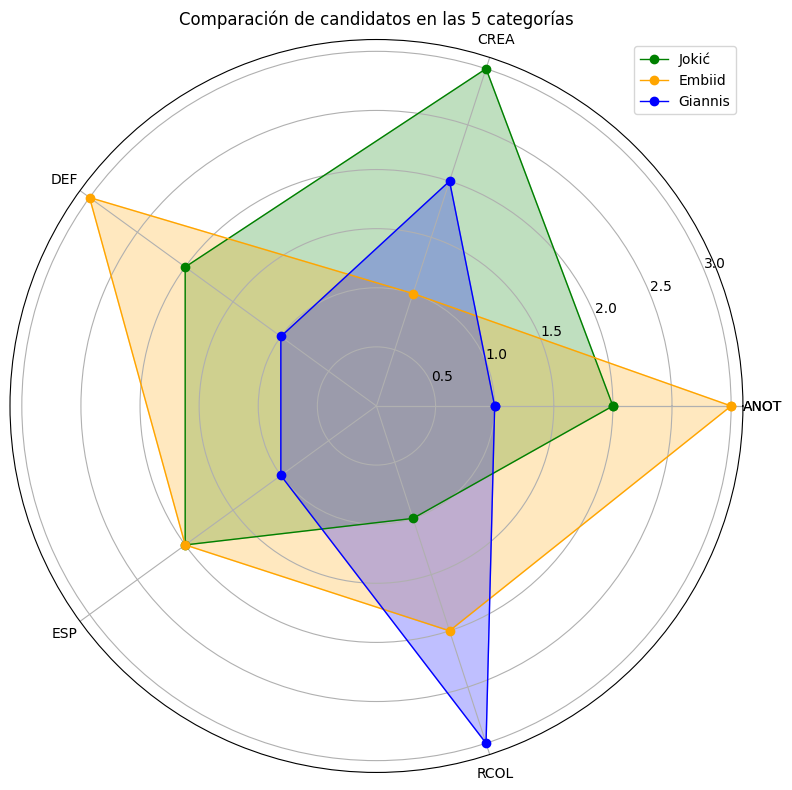 Comparación de candidatos en las 5 categorías
CREA
Jokić
Embiid
Giannis
DEF
3.0
2.5
2.0
1.5
1.0
0.5
ANOT
ESP
RCOL